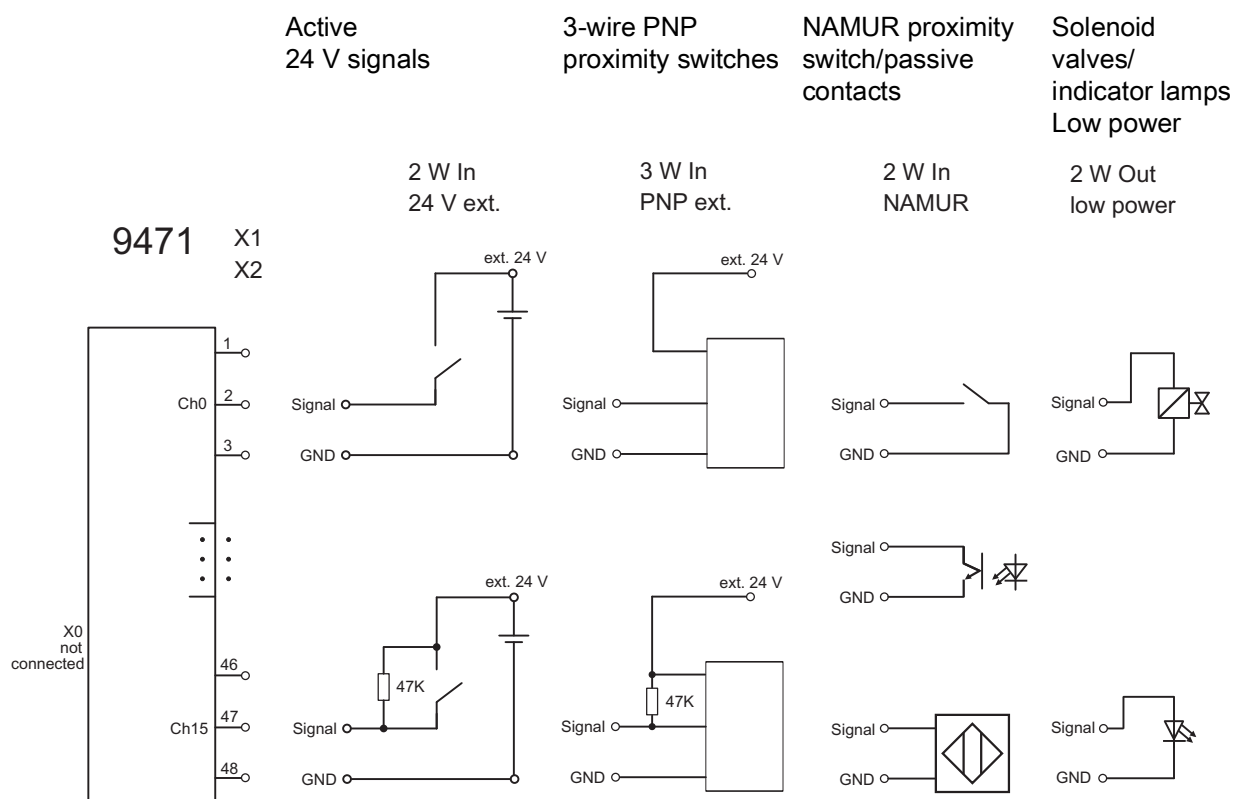 Active
24 V signals
3-wire PNP
proximity switches
NAMUR proximity
switch/passive
contacts
Solenoid
valves/
indicator lamps
Low power
2 W In
24 V ext.
3 W In
PNP ext.
2 W In
NAMUR
2 W Out
low power
9471
X1
X2
ext. 24 V
ext. 24 V
1
Ch0
2
3
Signal
GND
Signal
GND
Signal
GND
Signal
GND
Signal
GND
ext. 24 V
ext. 24 V
X0
not
connected
46
Ch15
47
48
47K
Signal
GND
47K
Signal
GND
Signal
GND
Signal
GND